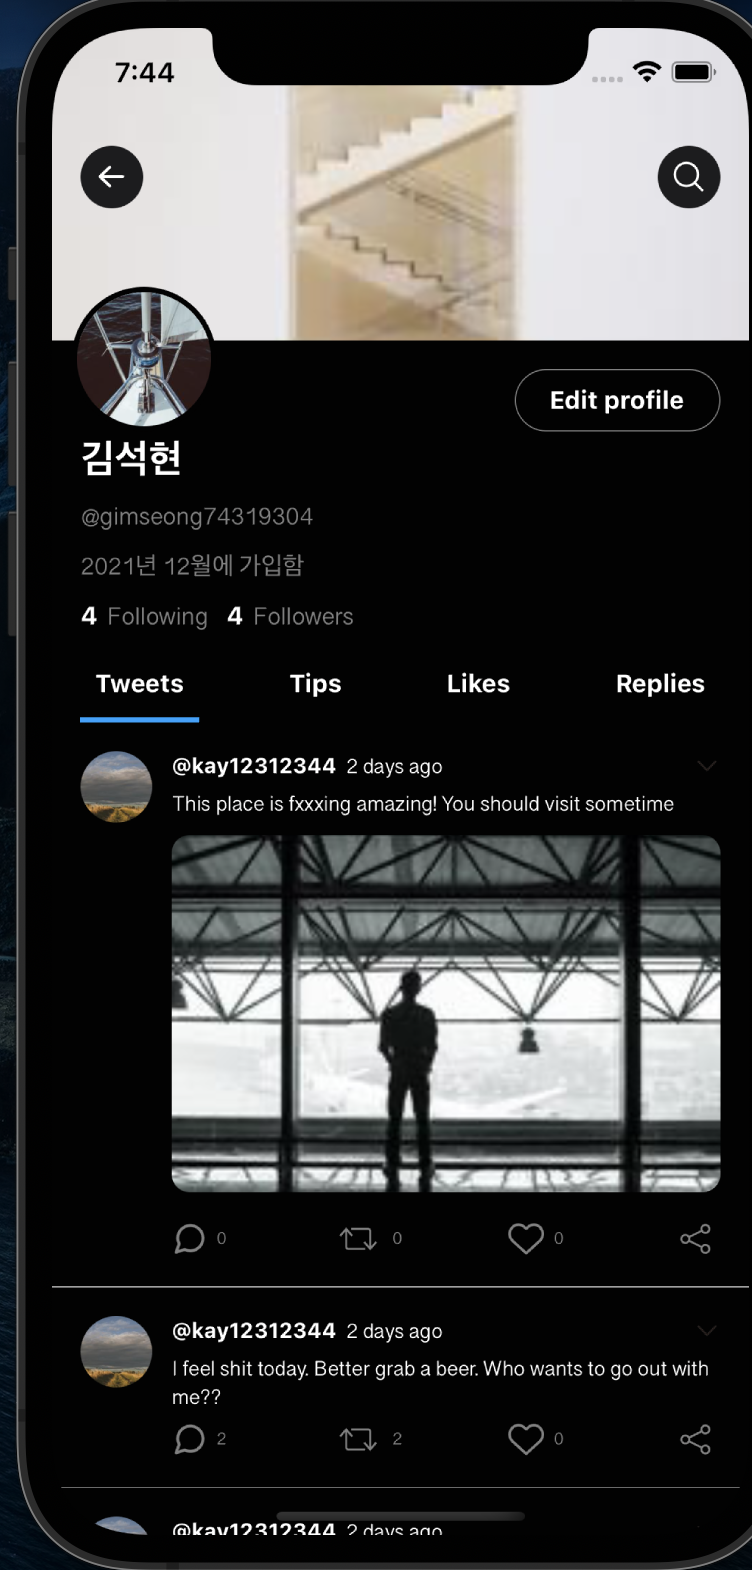 7:44
Edit profile
김석현
@gimseong74319304
2021년 12월에 가입함
4 Following 4 Followers
Tweets Tips Likes Replies
@kay12312344 2 days ago
This place is fxxxing amazing! You should visit sometime
0 0 0
@kay12312344 2 days ago
I feel shit today. Better grab a beer. Who wants to go out with
me??
2 2 0
@kay12312344 2 days ago